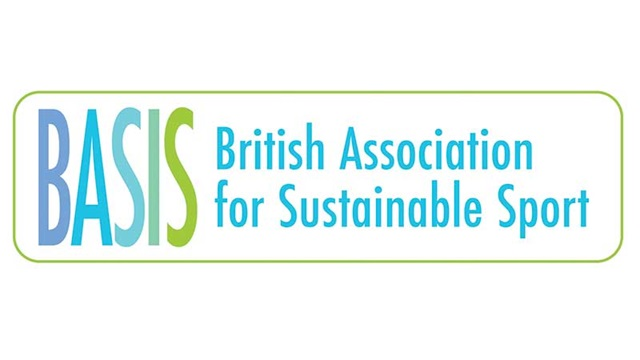 BASIS
British Association
for Sustainable Sport